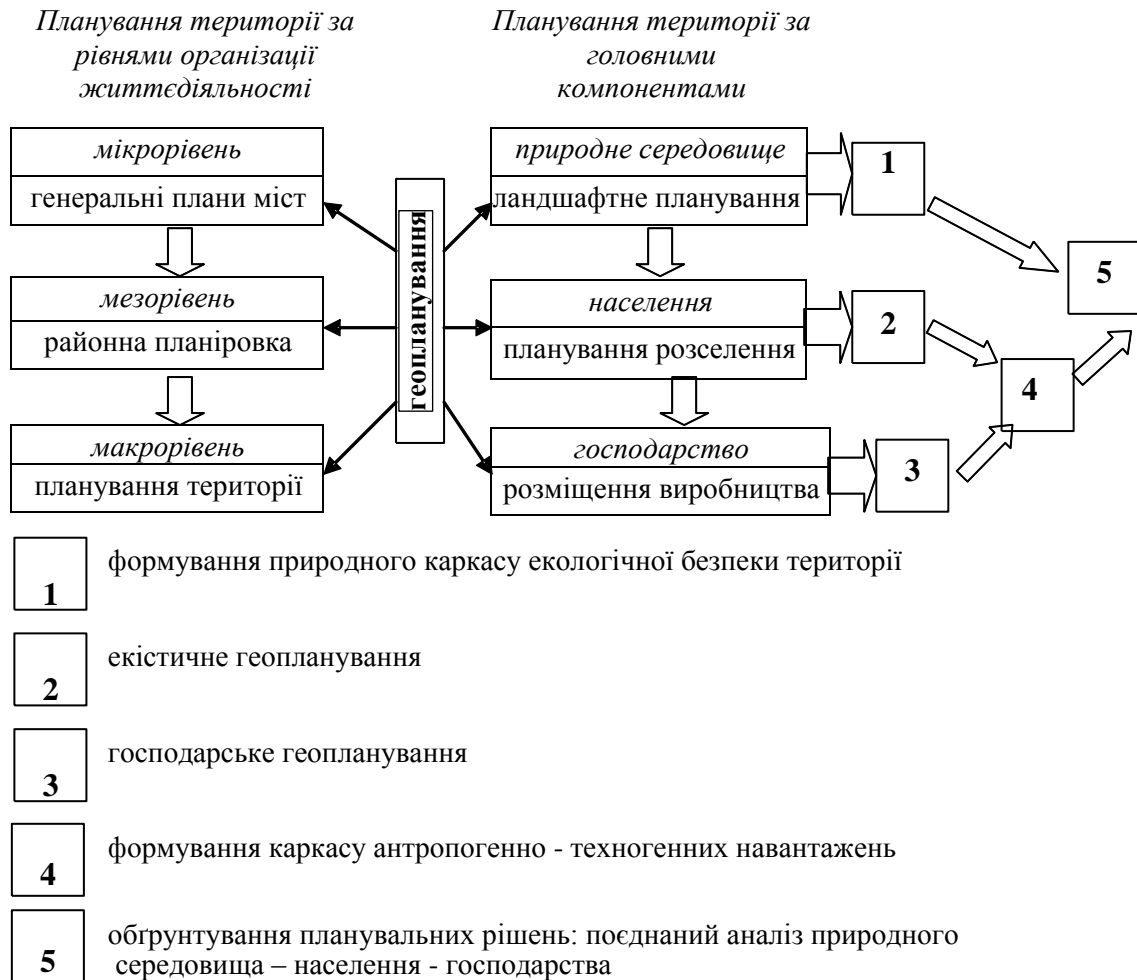 Планування території за
рівнями організації
життєдіяльності
Планування території за
головними
компонентами
мікрорівень
генеральні плани міст
мезорівень
районна планіровка
макрорівень
планування території
геопланування
природне середовище
ландшафтне планування
населення
планування розселення
господарство
розміщення виробництва
1
2
3
4
5
1
формування природного каркасу екологічної безпеки території
2
екістичне геопланування
3
господарське геопланування
4
формування каркасу антропогенно - техногенних навантажень
5
обґрунтування планувальних рішень: поєднаний аналіз природного
середовища – населення - господарства